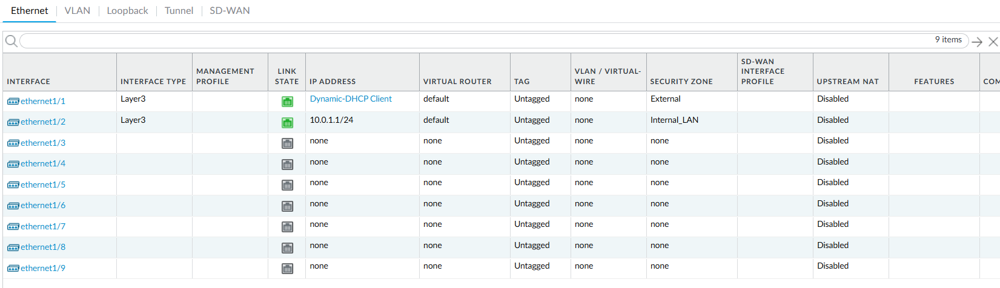 Ethernet VLAN Loopback Tunnel SD-WAN
9 items
INTERFACE INTERFACE TYPE MANAGEMENT PROFILE LINK STATE IP ADDRESS VIRTUAL ROUTER TAG VLAN / VIRTUAL-WIRE SECURITY ZONE SD-WAN INTERFACE PROFILE UPSTREAM NAT FEATURES COM
ethernet1/1 Layer3 Dynamic-DHCP Client default Untagged none External Disabled
ethernet1/2 Layer3 10.0.1.1/24 default Untagged none Internal_LAN Disabled
ethernet1/3 none none Untagged none none Disabled
ethernet1/4 none none Untagged none none Disabled
ethernet1/5 none none Untagged none none Disabled
ethernet1/6 none none Untagged none none Disabled
ethernet1/7 none none Untagged none none Disabled
ethernet1/8 none none Untagged none none Disabled
ethernet1/9 none none Untagged none none Disabled